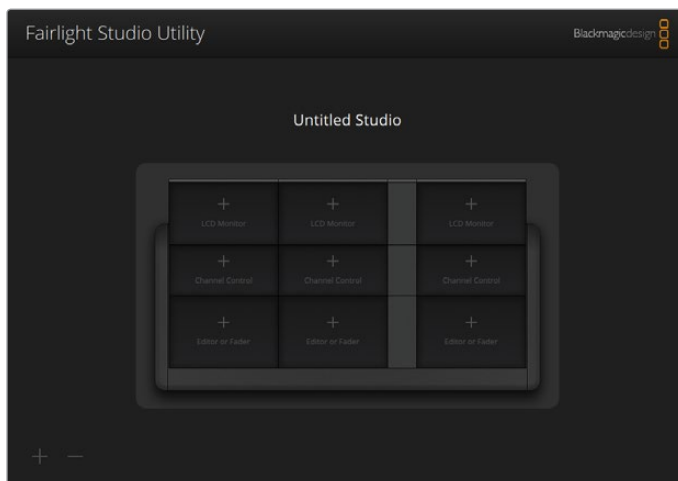 Fairlight Studio Utility
Blackmagicdesign
Untitled Studio
LCD Monitor LCD Monitor LCD Monitor
Channel Control Channel Control Channel Control
Editor or Fader Editor or Fader Editor or Fader